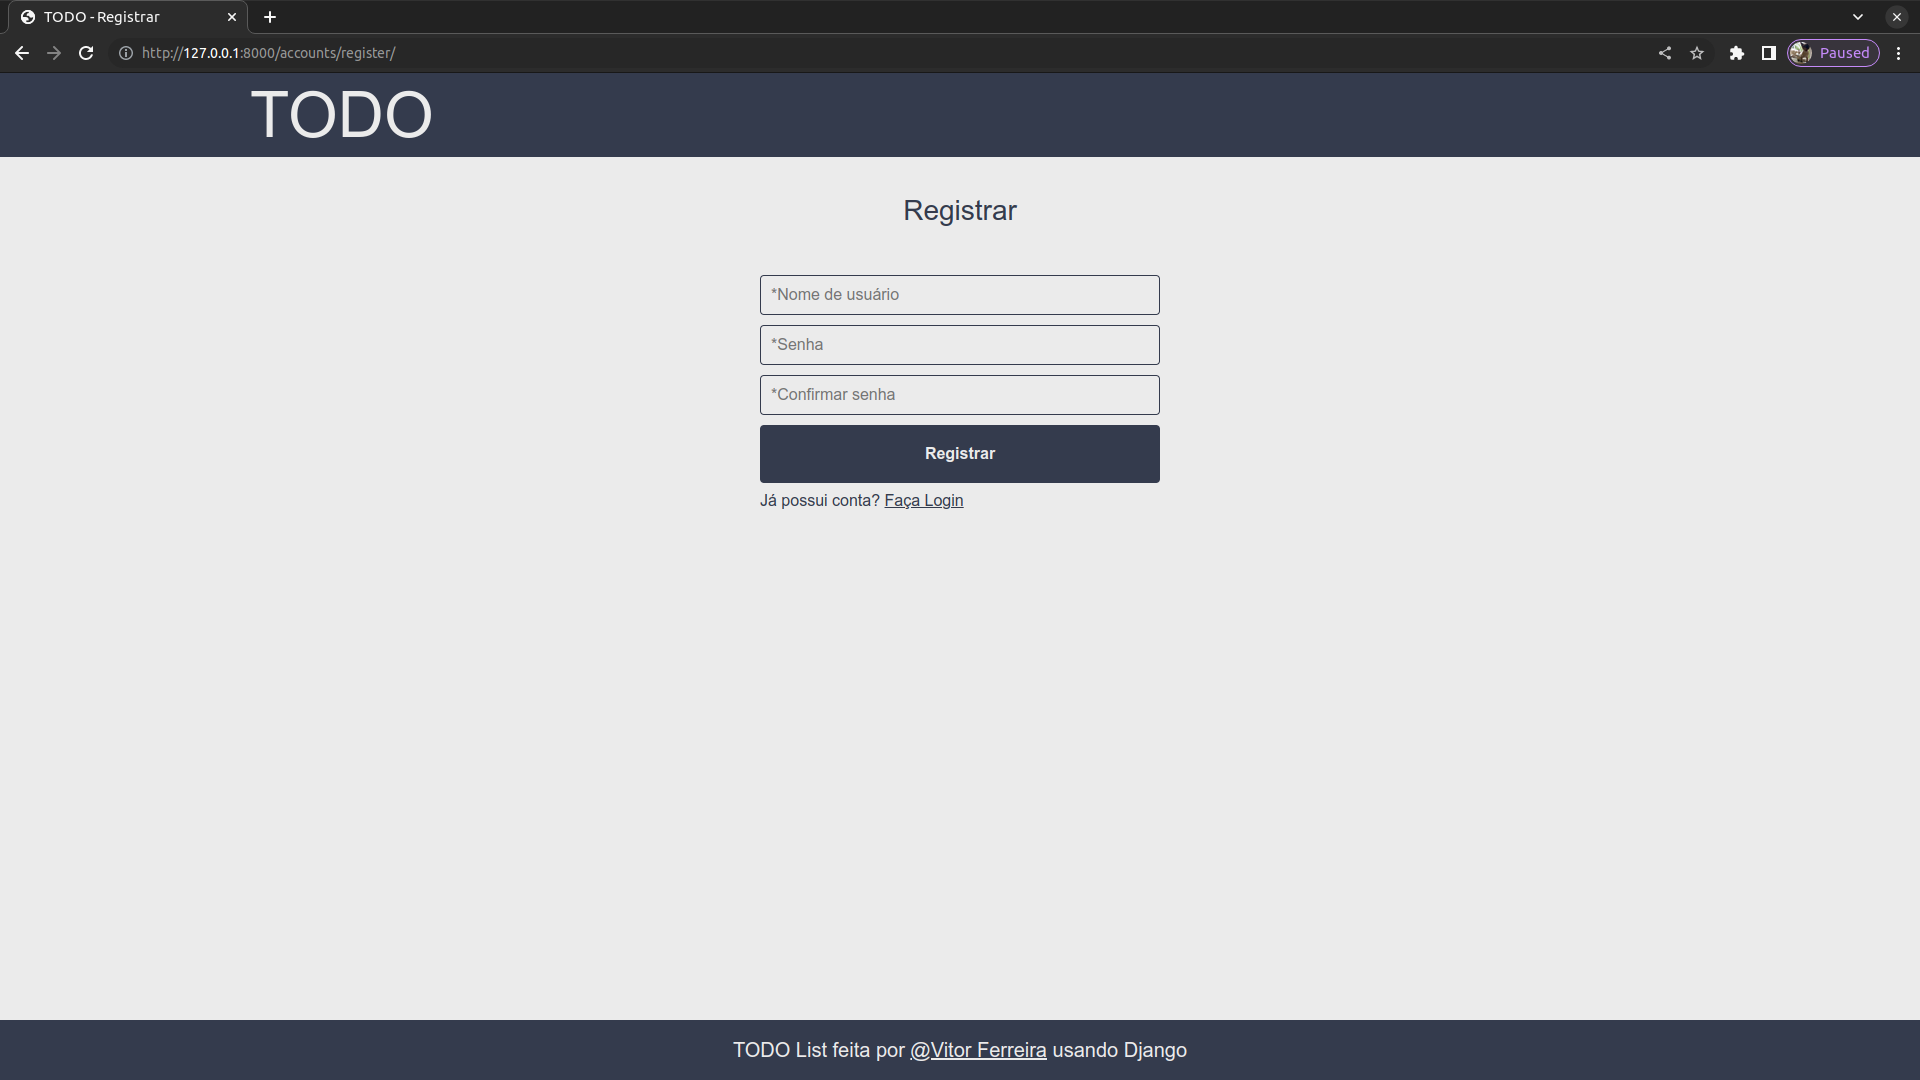 TODO - Registrar
http://127.0.0.1:8000/accounts/register/
Paused
TODO
Registrar
*Nome de usuário
*Senha
*Confirmar senha
Registrar
Já possui conta? Faça Login
TODO List feita por @Vitor Ferreira usando Django